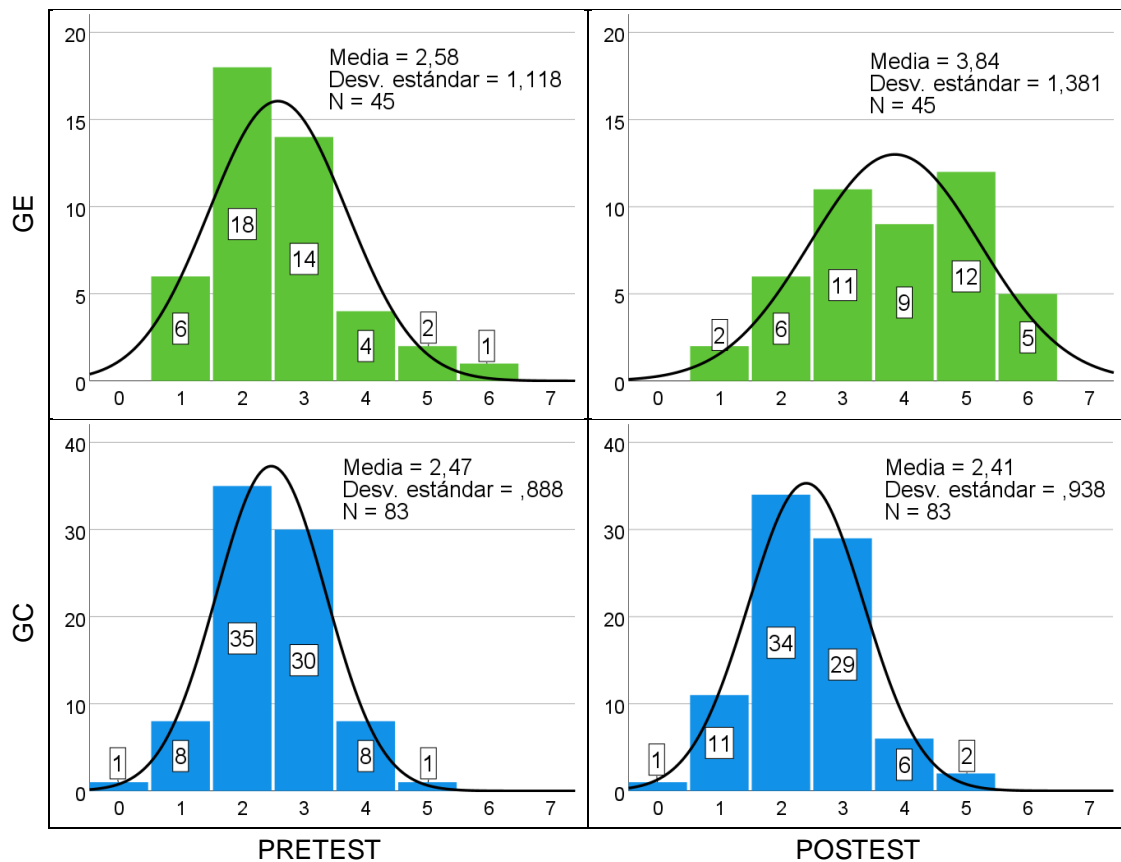 20
15
10
5
0
Media = 2,58
Desv. estándar = 1,118
N = 45
6
18
14
4
2
1
0 1 2 3 4 5 6 7
20
15
10
5
0
Media = 3,84
Desv. estándar = 1,381
N = 45
2
6
11
9
12
5
0 1 2 3 4 5 6 7
GE
40
30
20
10
0
Media = 2,47
Desv. estándar = ,888
N = 83
1
8
35
30
8
1
0 1 2 3 4 5 6 7
40
30
20
10
0
Media = 2,41
Desv. estándar = ,938
N = 83
1
11
34
29
6
2
0 1 2 3 4 5 6 7
GC
PRETEST
POSTEST